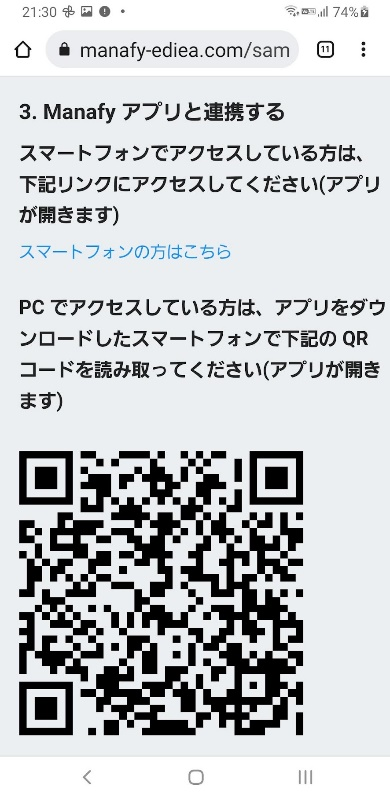 21:30
74%
manafy-ediea.com/sam
11
3. Manafy アプリと連携する
スマートフォンでアクセスしている方は、
下記リンクにアクセスしてください(アプリ
が開きます)
スマートフォンの方はこちら
PC でアクセスしている方は、アプリをダウ
ンロードしたスマートフォンで下記の QR
コードを読み取ってください(アプリが開き
ます)